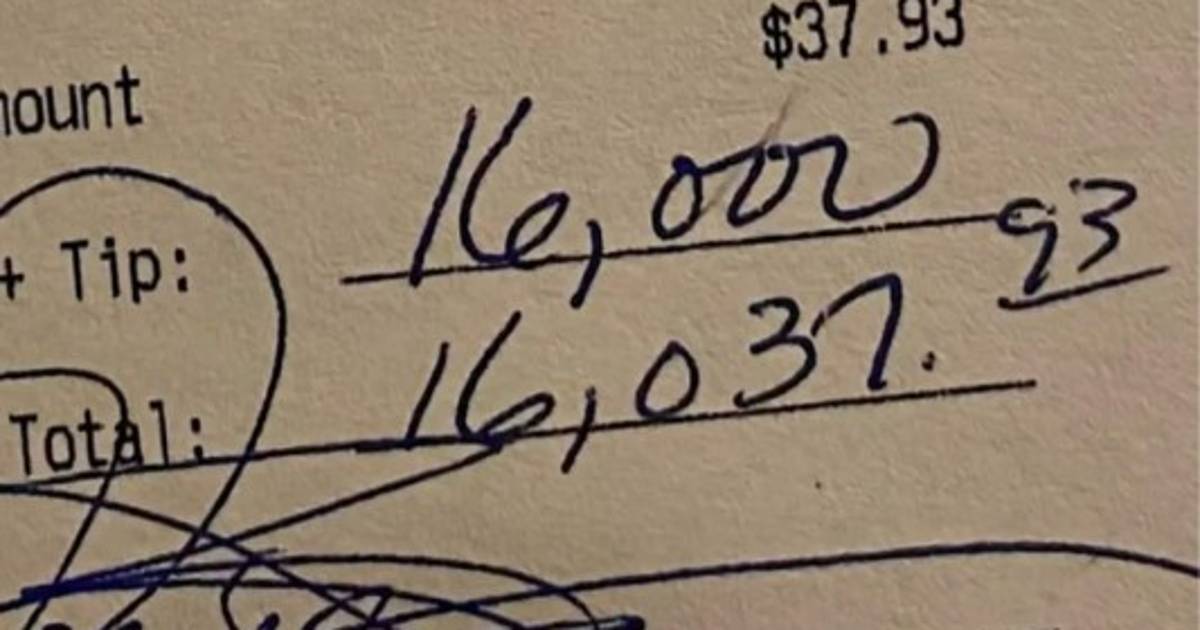 $37.93
mount
+ Tip: 16,000
Total: 16,037.93